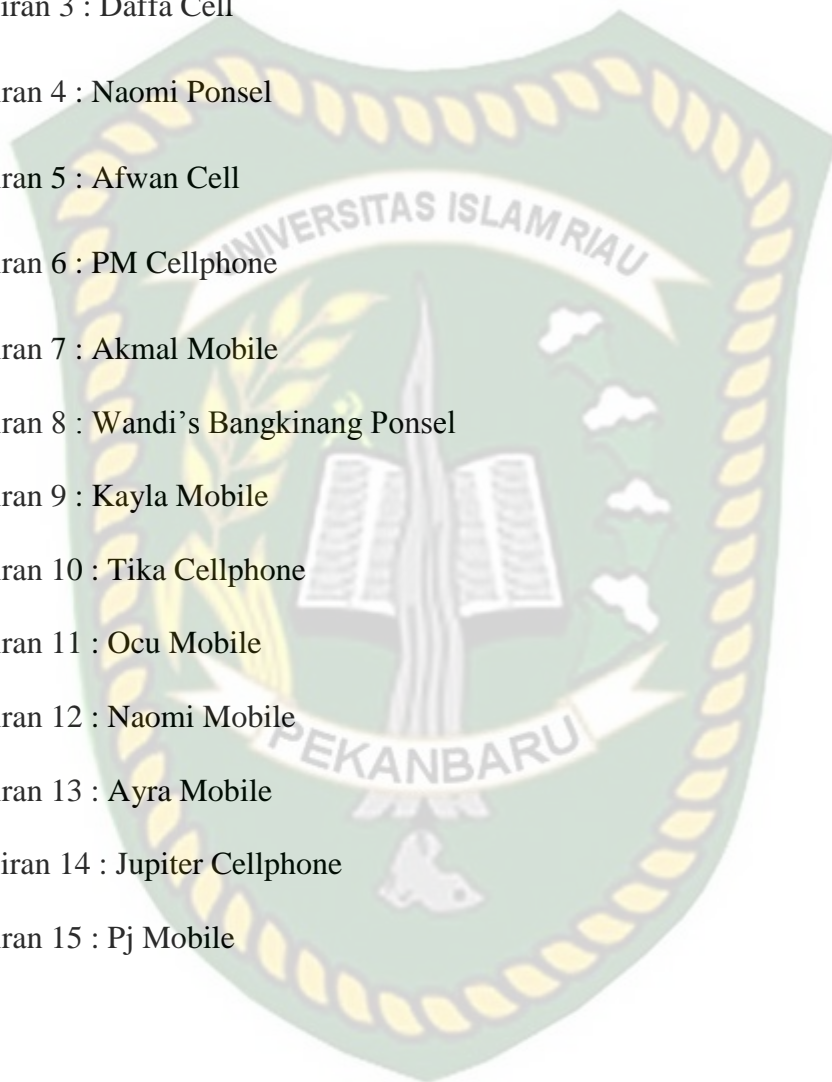 iran 3 : Daffa Cell
iran 4 : Naomi Ponsel
iran 5 : Afwan Cell
iran 6 : PM Cellphone
iran 7 : Akmal Mobile
iran 8 : Wandi’s Bangkinang Ponsel
iran 9 : Kayla Mobile
iran 10 : Tika Cellphone
iran 11 : Ocu Mobile
iran 12 : Naomi Mobile
iran 13 : Ayra Mobile
iran 14 : Jupiter Cellphone
iran 15 : Pj Mobile
UNIVERSITAS ISLAM RIAU
PEKANBARU